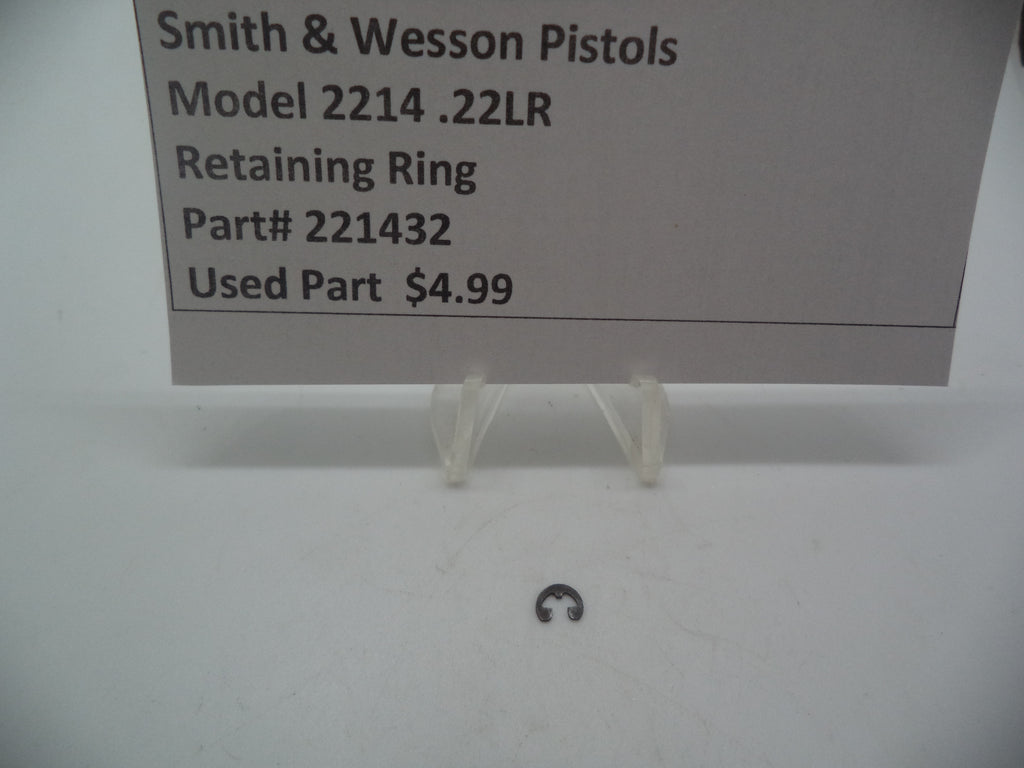 Smith & Wesson Pistols
Model 2214 .22LR
Retaining Ring
Part# 221432
Used Part $4.99